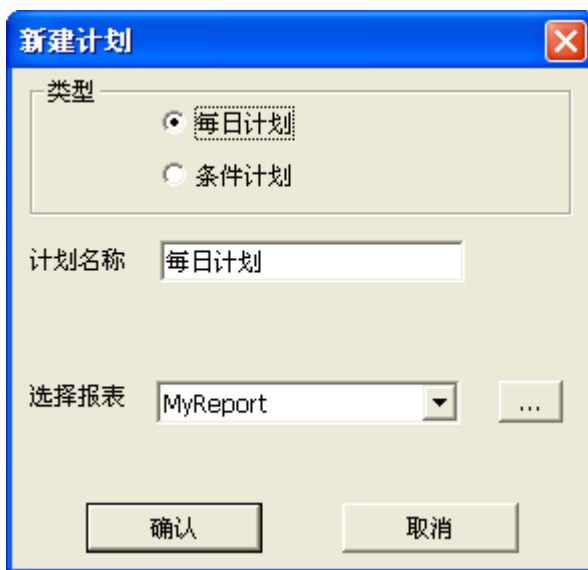 新建计划
类型
每日计划
条件计划
计划名称 每日计划
选择报表 MyReport ...
确认 取消